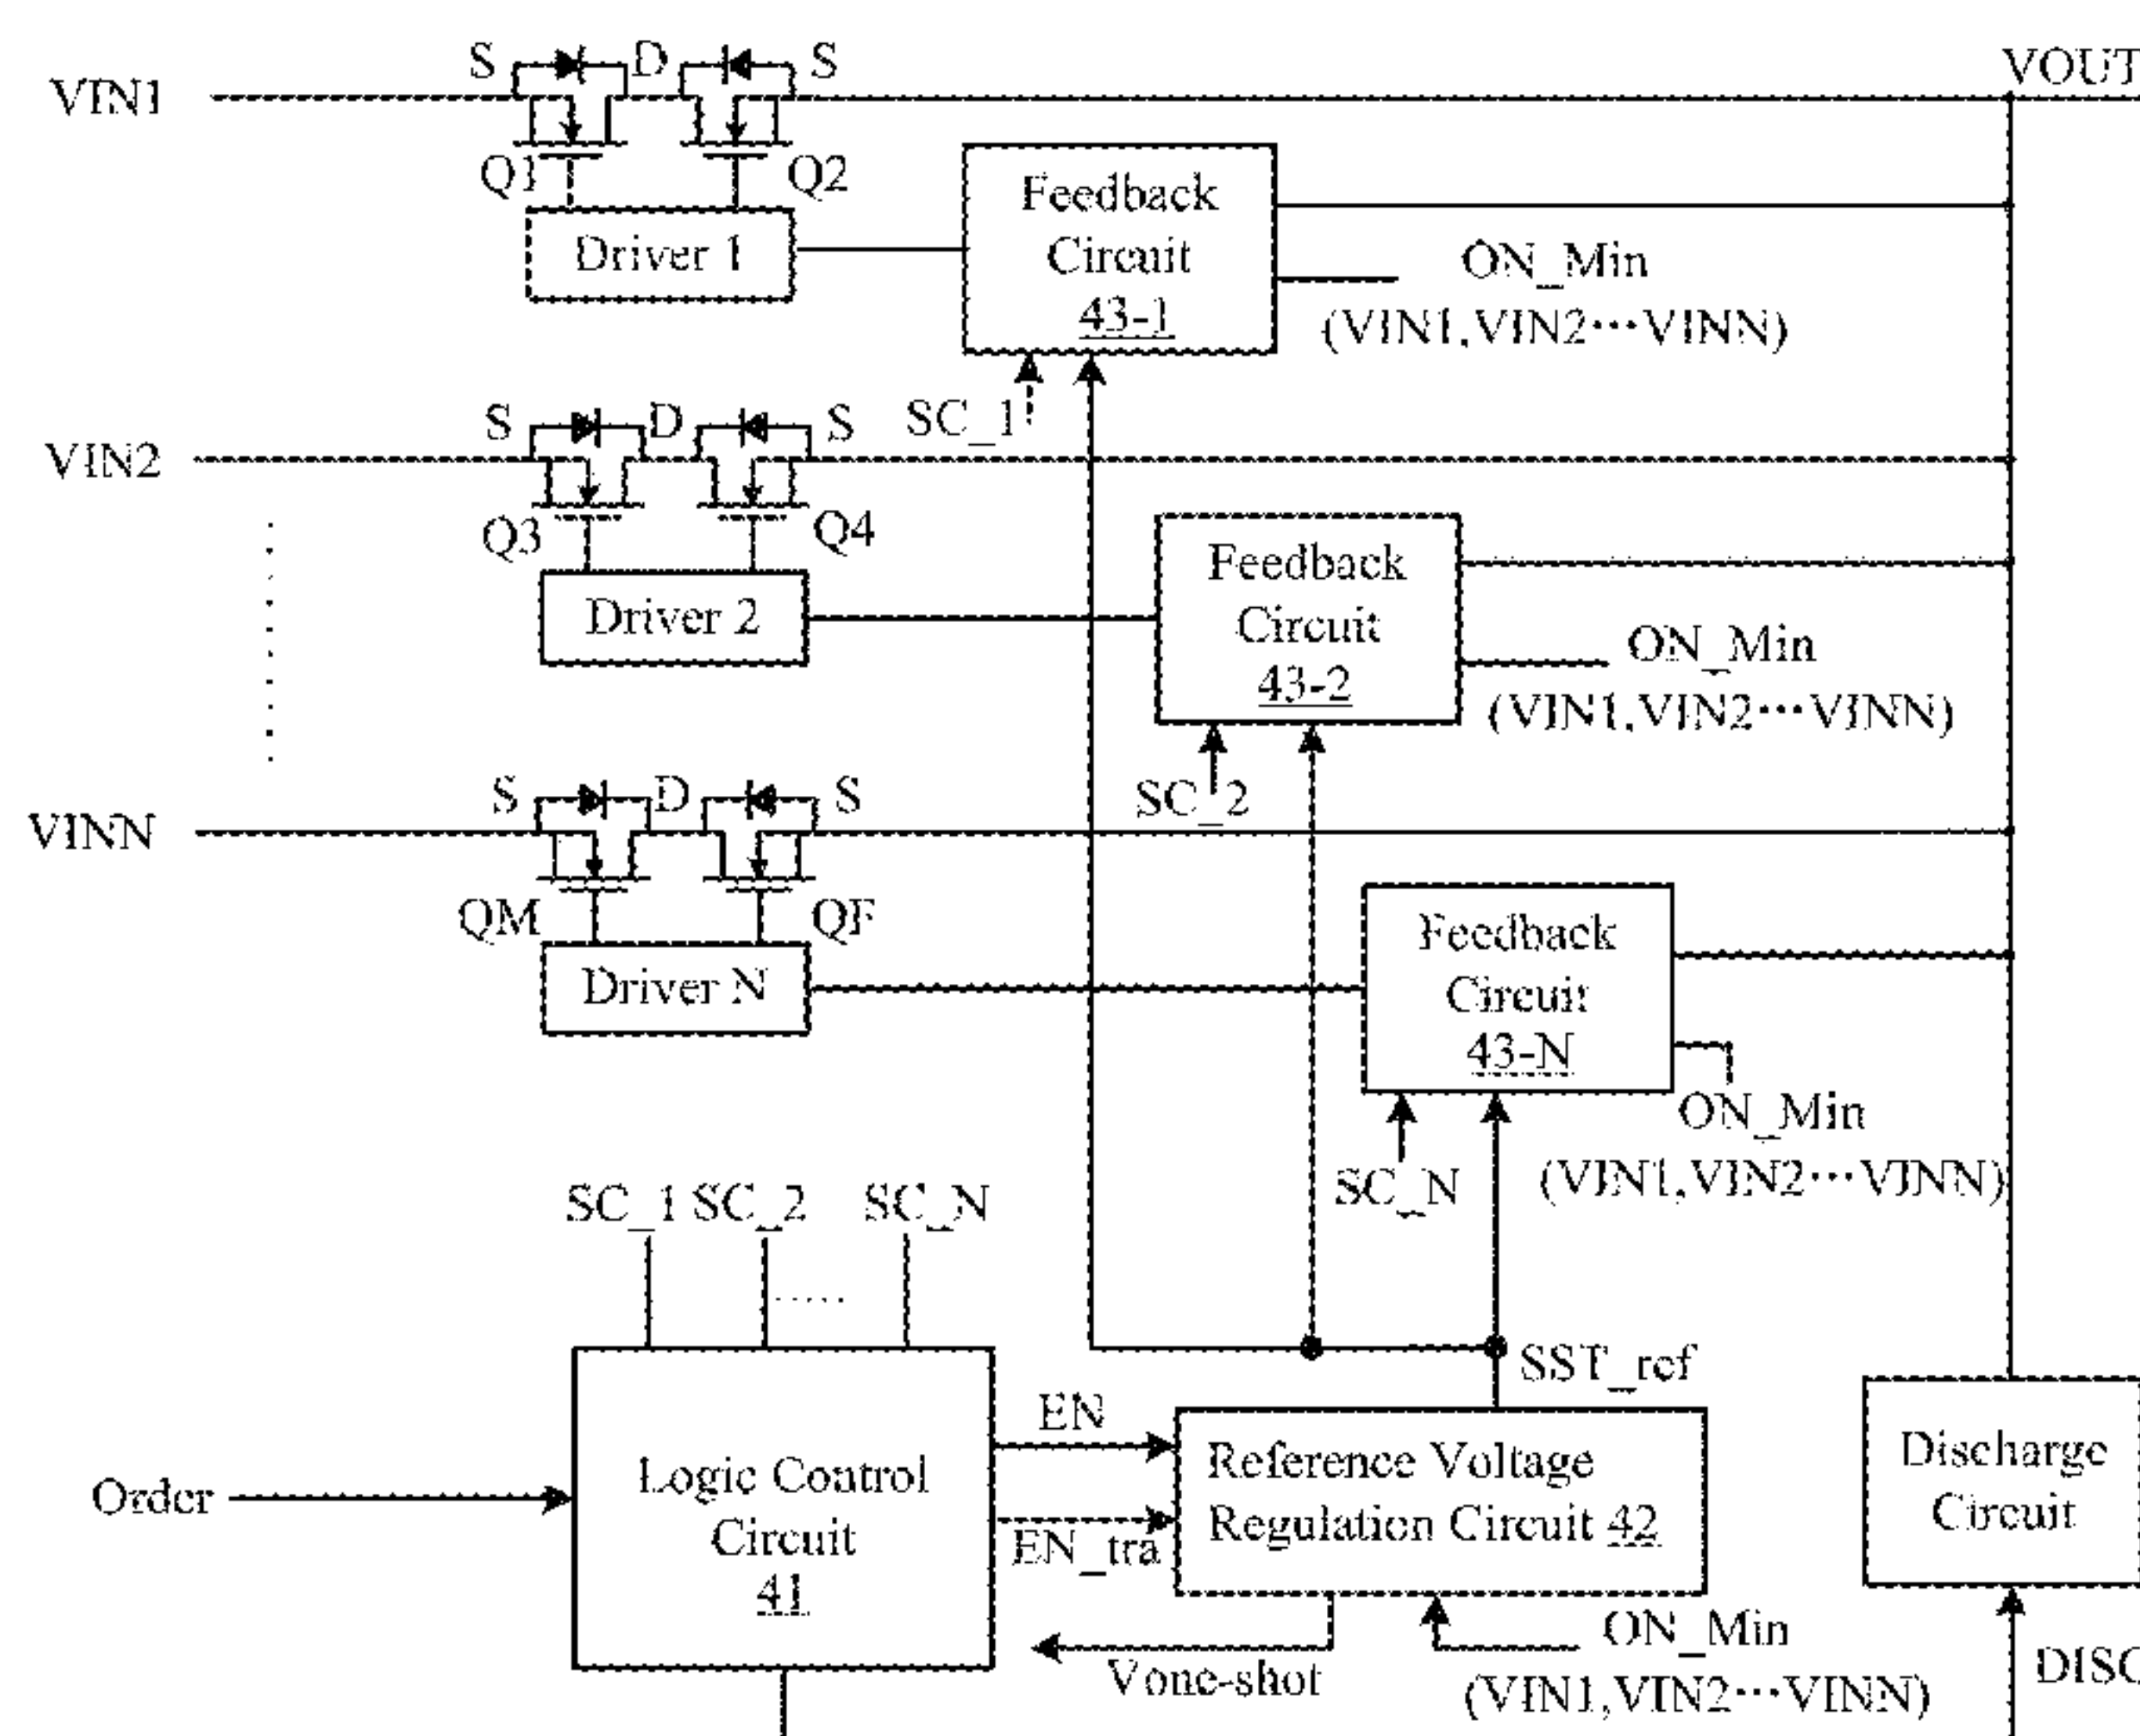 S D S
VOUT
VIN1
Q1 Q2
Driver 1
Feedback
Circuit
43-1
ON_Min
(VIN1,VIN2···VINN)
SC_1
S D S
VIN2
Q3 Q4
Driver 2
Feedback
Circuit
43-2
ON_Min
(VIN1,VIN2···VINN)
SC_2
S D S
VINN
QM QF
Driver N
Feedback
Circuit
43-N
ON_Min
(VIN1,VIN2···VINN)
SC_N
SC_1 SC_2 SC_N
SST_ref
EN
EN_tra
Order
Logic Control
Circuit
41
Reference Voltage
Regulation Circuit 42
Discharge
Circuit
Vone-shot
ON_Min
(VIN1,VIN2···VINN)
DISC